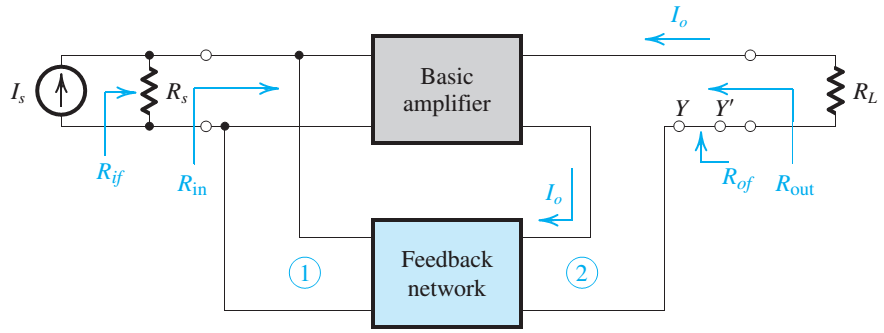 I_o
Basic
amplifier
I_s
R_s
R_L
Y Y'
R_if
R_in
R_of
R_out
I_o
Feedback
network
1
2